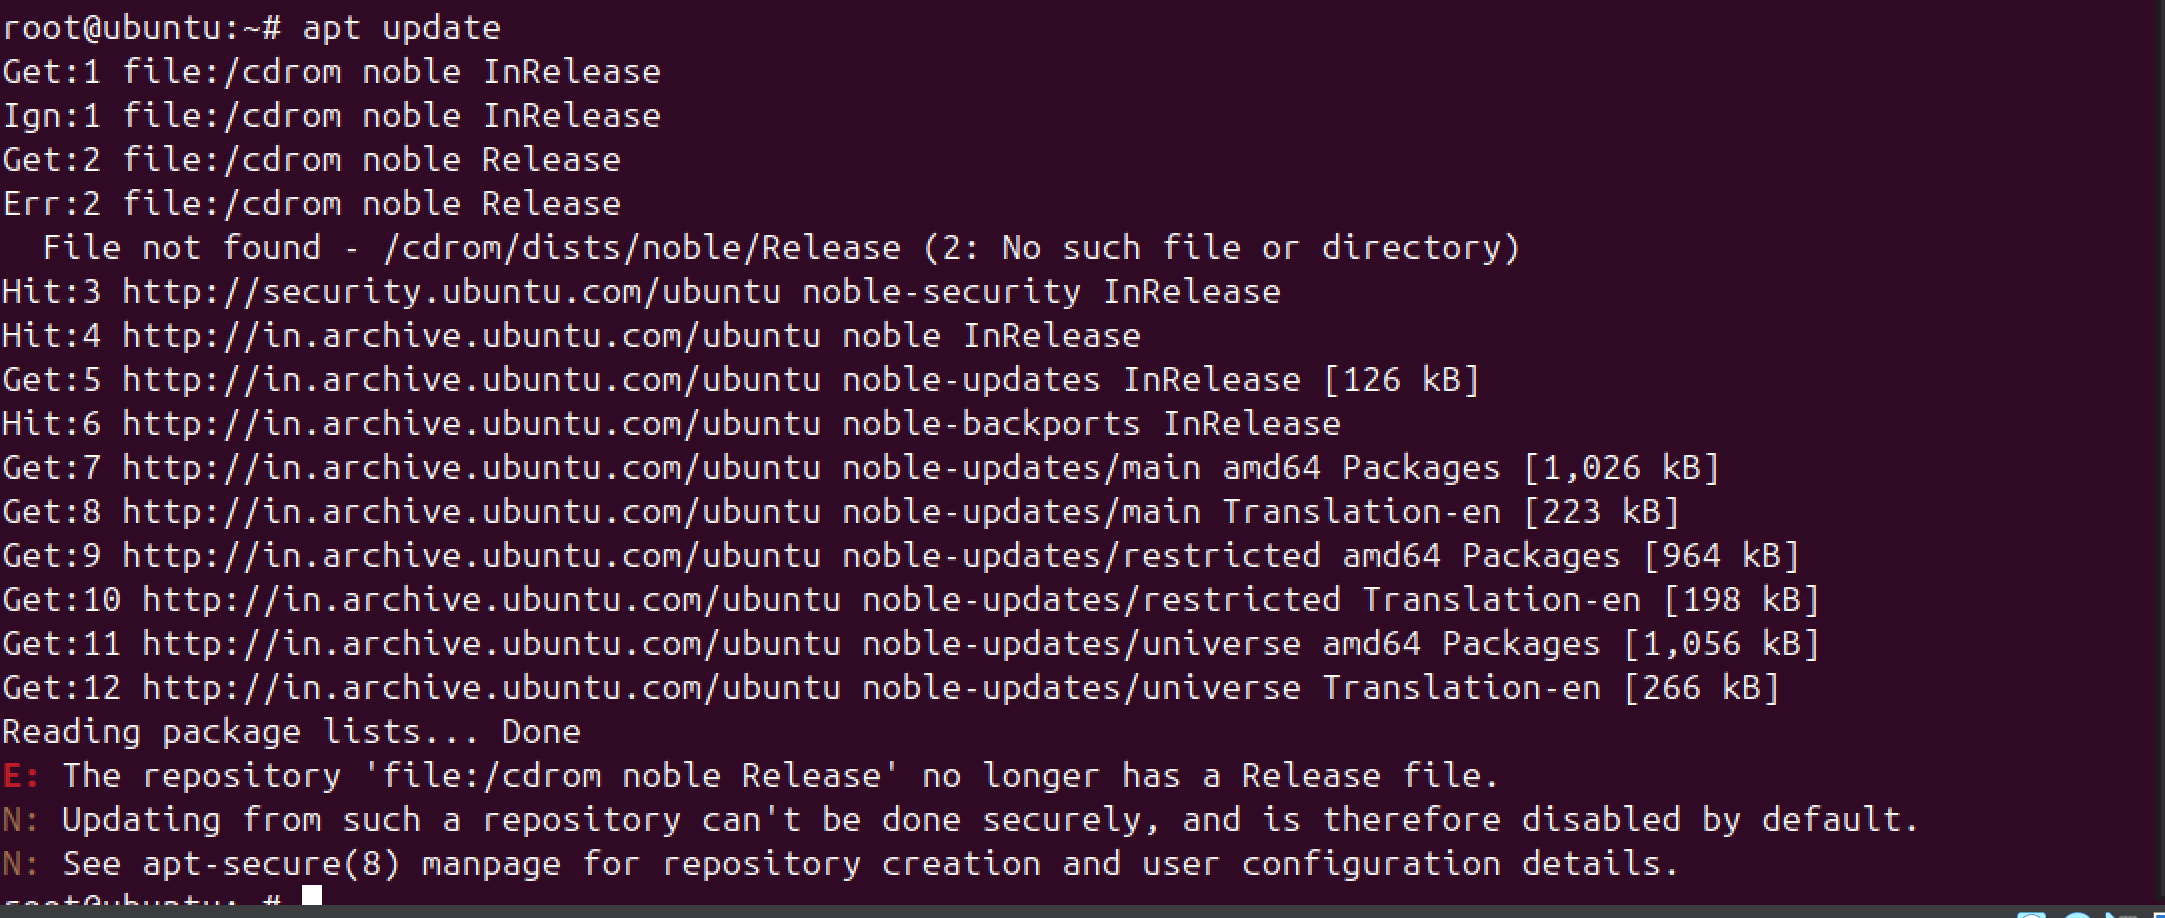 root@ubuntu:~# apt update
Get:1 file:/cdrom noble InRelease
Ign:1 file:/cdrom noble InRelease
Get:2 file:/cdrom noble Release
Err:2 file:/cdrom noble Release
  File not found - /cdrom/dists/noble/Release (2: No such file or directory)
Hit:3 http://security.ubuntu.com/ubuntu noble-security InRelease
Hit:4 http://in.archive.ubuntu.com/ubuntu noble InRelease
Get:5 http://in.archive.ubuntu.com/ubuntu noble-updates InRelease [126 kB]
Hit:6 http://in.archive.ubuntu.com/ubuntu noble-backports InRelease
Get:7 http://in.archive.ubuntu.com/ubuntu noble-updates/main amd64 Packages [1,026 kB]
Get:8 http://in.archive.ubuntu.com/ubuntu noble-updates/main Translation-en [223 kB]
Get:9 http://in.archive.ubuntu.com/ubuntu noble-updates/restricted amd64 Packages [964 kB]
Get:10 http://in.archive.ubuntu.com/ubuntu noble-updates/restricted Translation-en [198 kB]
Get:11 http://in.archive.ubuntu.com/ubuntu noble-updates/universe amd64 Packages [1,056 kB]
Get:12 http://in.archive.ubuntu.com/ubuntu noble-updates/universe Translation-en [266 kB]
Reading package lists... Done
E: The repository 'file:/cdrom noble Release' no longer has a Release file.
N: Updating from such a repository can't be done securely, and is therefore disabled by default.
N: See apt-secure(8) manpage for repository creation and user configuration details.
root@ubuntu:~#